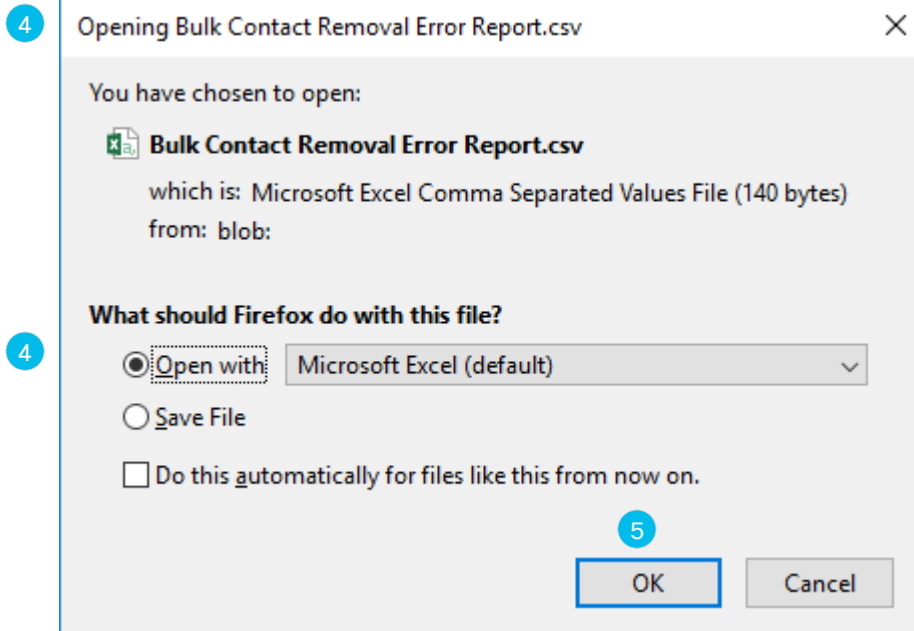 4
Opening Bulk Contact Removal Error Report.csv
You have chosen to open:
Bulk Contact Removal Error Report.csv
which is: Microsoft Excel Comma Separated Values File (140 bytes)
from: blob:
What should Firefox do with this file?
4
Open with Microsoft Excel (default)
Save File
Do this automatically for files like this from now on.
5
OK Cancel